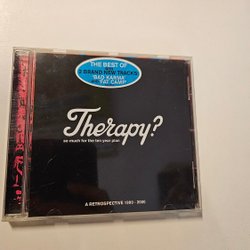 THE BEST OF
2 BRAND NEW TRACKS
'BAD KARMA'
'FAT CAMP'
Therapy?
so much for the ten year plan
A RETROSPECTIVE 1990 - 2000